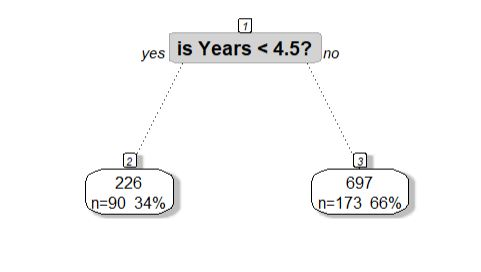 1
yes is Years < 4.5? no
2
3
226
n=90 34%
697
n=173 66%